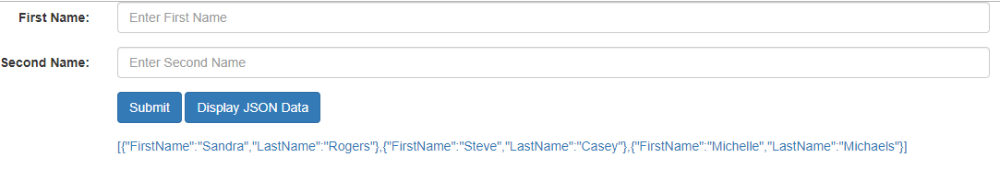 First Name: Enter First Name
Second Name: Enter Second Name
Submit Display JSON Data
[{"FirstName":"Sandra","LastName":"Rogers"},{"FirstName":"Steve","LastName":"Casey"},{"FirstName":"Michelle","LastName":"Michaels"}]